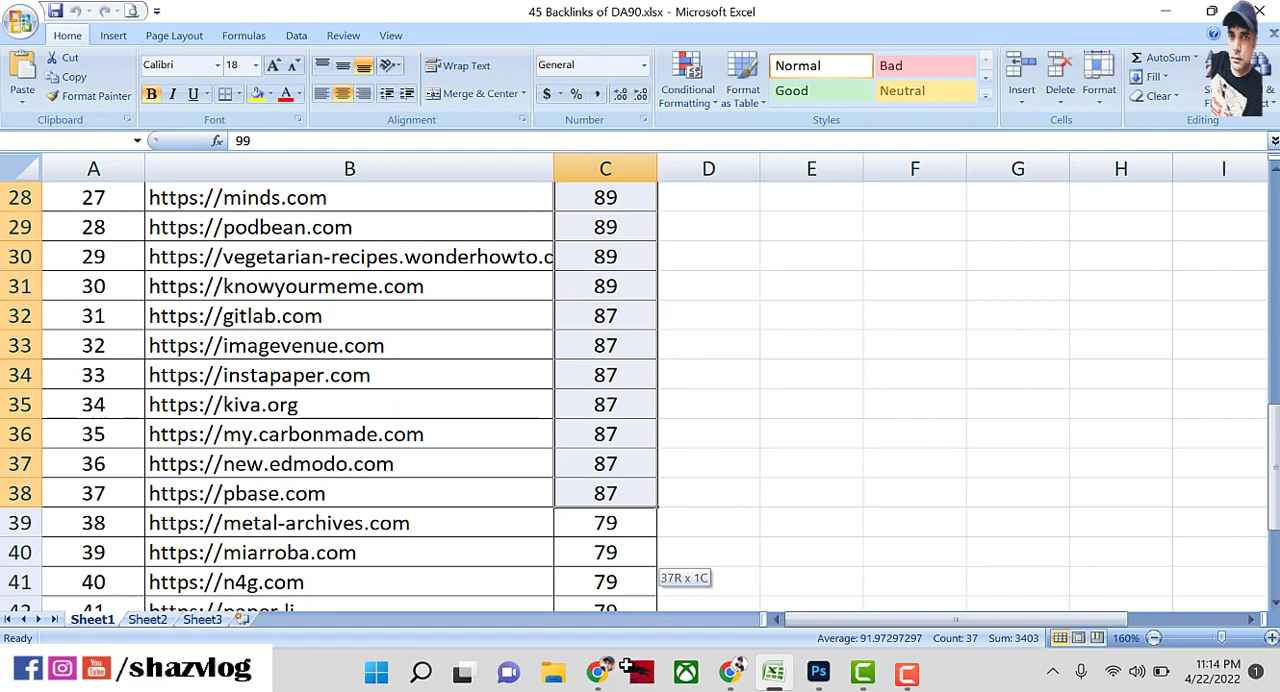 45 Backlinks of DA90.xlsx - Microsoft Excel
Home Insert Page Layout Formulas Data Review View
Paste Cut Copy Format Painter
Calibri 18 A A
B I U A
Wrap Text
Merge & Center
General
$ % ,
Conditional Formatting
Format as Table
Normal Bad
Good Neutral
Insert Delete Format
Σ AutoSum
Fill
Clear
Clipboard Font Alignment Number Styles Cells Editing
fx 99
A B C D E F G H I
28 27 https://minds.com 89
29 28 https://podbean.com 89
30 29 https://vegetarian-recipes.wonderhowto.c 89
31 30 https://knowyourmeme.com 89
32 31 https://gitlab.com 87
33 32 https://imagevenue.com 87
34 33 https://instapaper.com 87
35 34 https://kiva.org 87
36 35 https://my.carbonmade.com 87
37 36 https://new.edmodo.com 87
38 37 https://pbase.com 87
39 38 https://metal-archives.com 79
40 39 https://miarroba.com 79
41 40 https://n4g.com 79
37R x 1C
Sheet1 Sheet2 Sheet3
Ready Average: 91.97297297 Count: 37 Sum: 3403 160%
You Tube /shazvlog
Ps
11:14 PM
4/22/2022
1